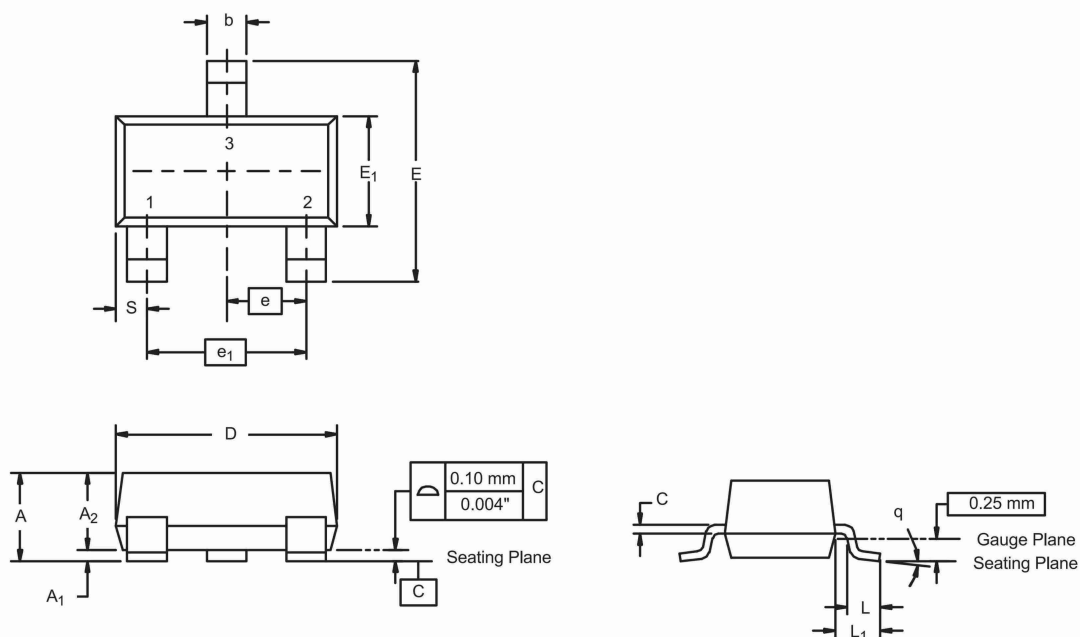 b
3
E₁
E
1
2
S
e
e₁
D
A
A₂
0.10 mm
0.004"
C
Seating Plane
A₁
C
C
q
0.25 mm
Gauge Plane
Seating Plane
L
L₁